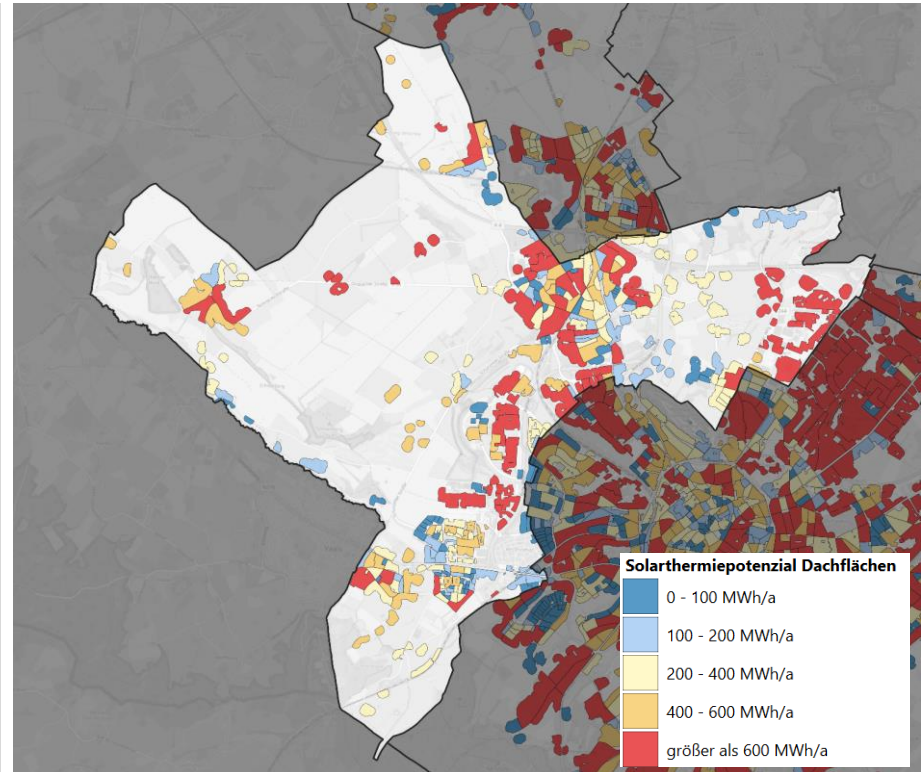 Solarthermiepotenzial Dachflächen
0 - 100 MWh/a
100 - 200 MWh/a
200 - 400 MWh/a
400 - 600 MWh/a
größer als 600 MWh/a